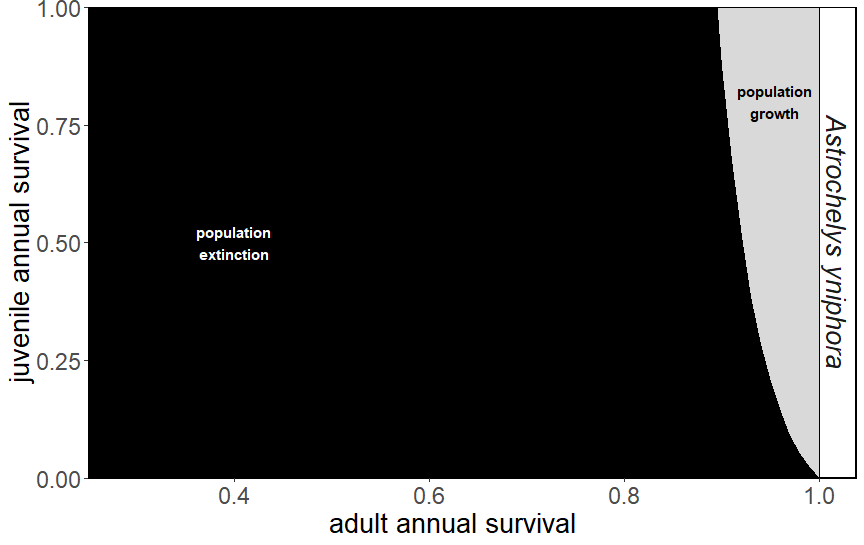 1.00
0.75
0.50
0.25
0.00
juvenile annual survival
population
extinction
population
growth
Astrochelys yniphora
0.4
0.6
0.8
1.0
adult annual survival